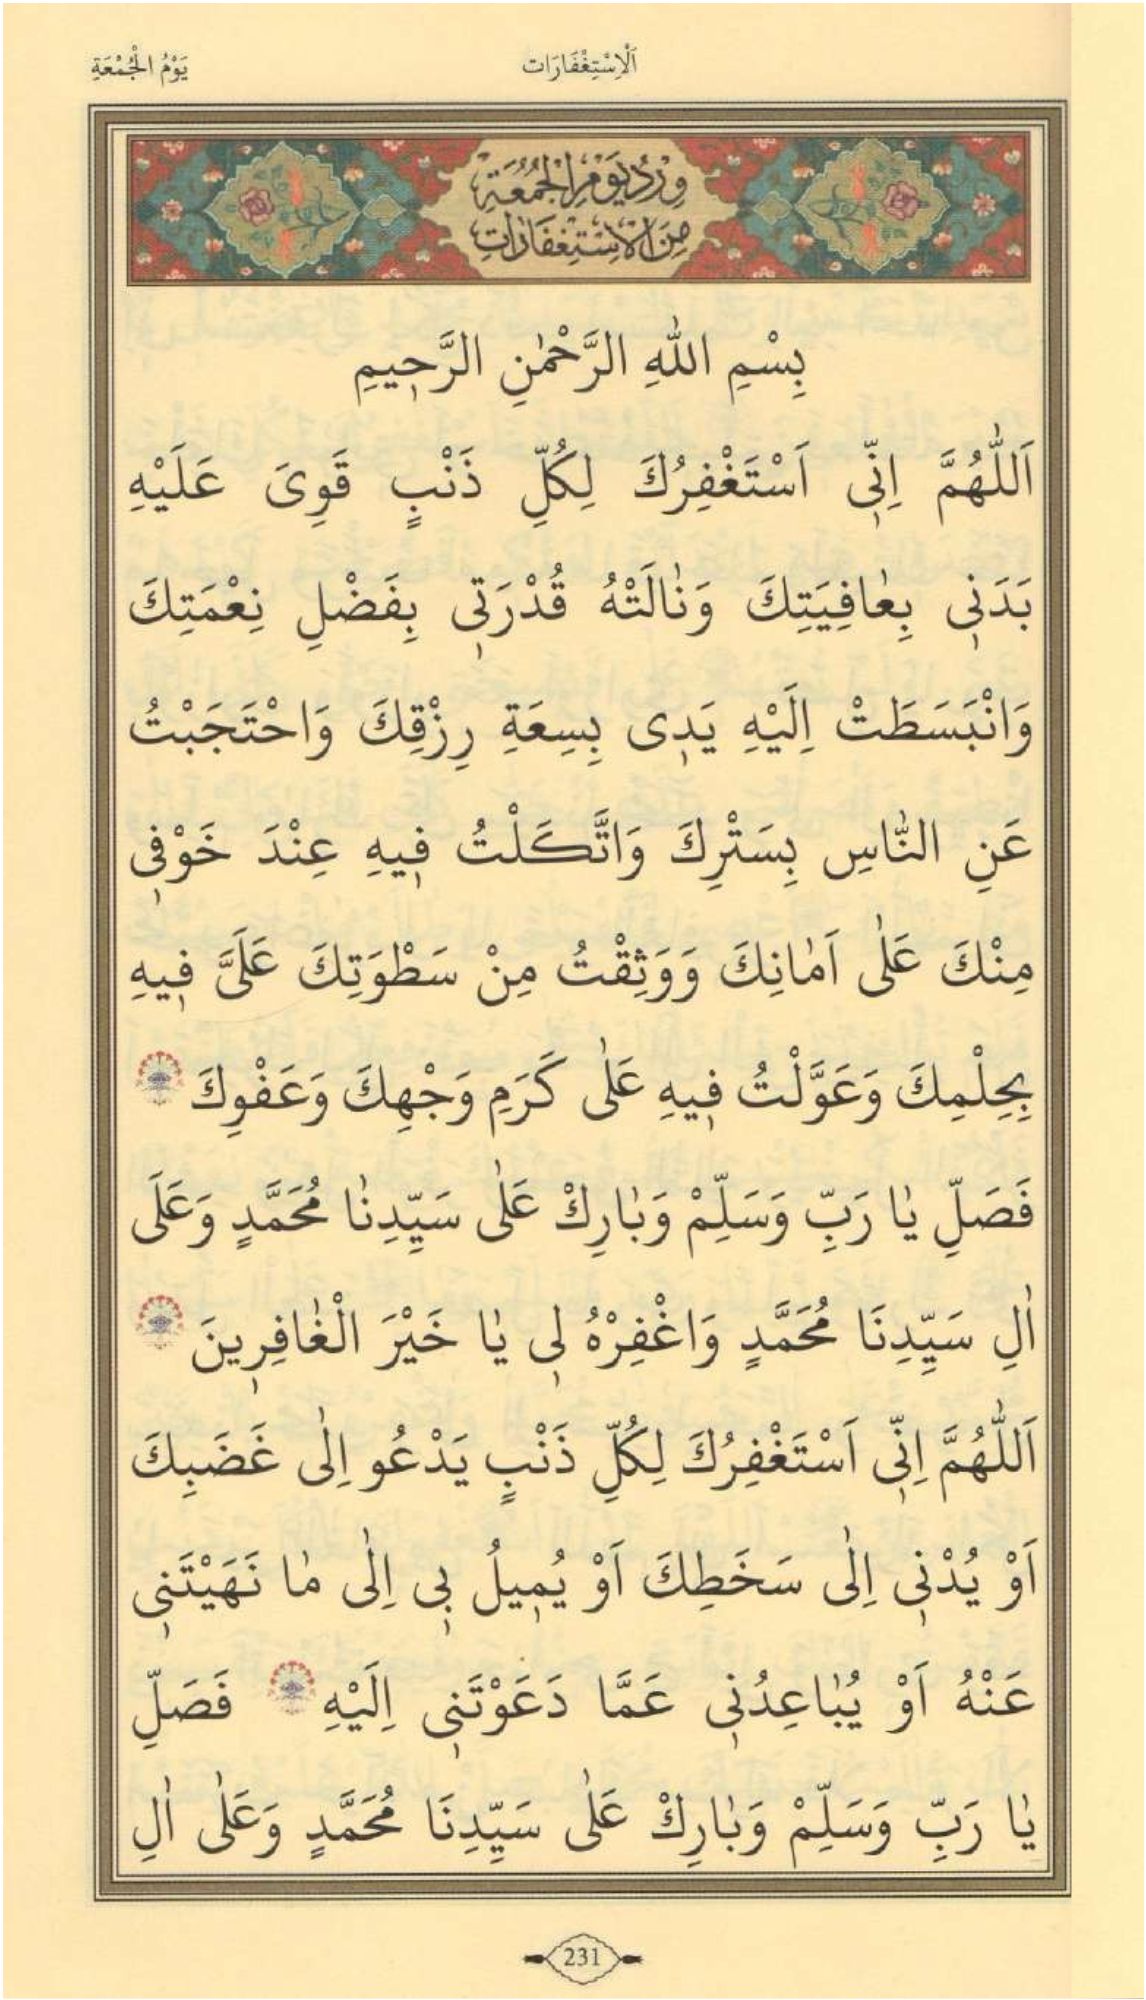 اَلْاِسْتِغْفَارَات
يَوْمُ الْجُمْعَةِ
وِرْدُ يَوْمِ الْجُمُعَةِ
مِنَ الْاِسْتِغْفَارَاتِ
بِسْمِ اللّٰهِ الرَّحْمٰنِ الرَّحٖيمِ
اَللّٰهُمَّ اِنّٖى اَسْتَغْفِرُكَ لِكُلِّ ذَنْبٍ قَوِىَ عَلَيْهِ
بَدَنٖى بِعٰافِيَتِكَ وَنٰالَتْهُ قُدْرَتٖى بِفَضْلِ نِعْمَتِكَ
وَانْبَسَطَتْ اِلَيْهِ يَدٖى بِسِعَةِ رِزْقِكَ وَاحْتَجَبْتُ
عَنِ النّٰاسِ بِسَتْرِكَ وَاتَّكَلْتُ فٖيهِ عِنْدَ خَوْفٖى
مِنْكَ عَلٰى اَمٰانِكَ وَوَثِقْتُ مِنْ سَطْوَتِكَ عَلَىَّ فٖيهِ
بِحِلْمِكَ وَعَوَّلْتُ فٖيهِ عَلٰى كَرَمِ وَجْهِكَ وَعَفْوِكَ
فَصَلِّ يٰا رَبِّ وَسَلِّمْ وَبٰارِكْ عَلٰى سَيِّدِنٰا مُحَمَّدٍ وَعَلَى
اٰلِ سَيِّدِنَا مُحَمَّدٍ وَاغْفِرْهُ لٖى يٰا خَيْرَ الْغٰافِرٖينَ
اَللّٰهُمَّ اِنّٖى اَسْتَغْفِرُكَ لِكُلِّ ذَنْبٍ يَدْعُو اِلٰى غَضَبِكَ
اَوْ يُدْنٖى اِلٰى سَخَطِكَ اَوْ يُمٖيلُ بٖى اِلٰى مٰا نَهَيْتَنٖى
عَنْهُ اَوْ يُبٰاعِدُنٖى عَمَّا دَعَوْتَنٖى اِلَيْهِ فَصَلِّ
يٰا رَبِّ وَسَلِّمْ وَبٰارِكْ عَلٰى سَيِّدِنَا مُحَمَّدٍ وَعَلٰى اٰلِ
231